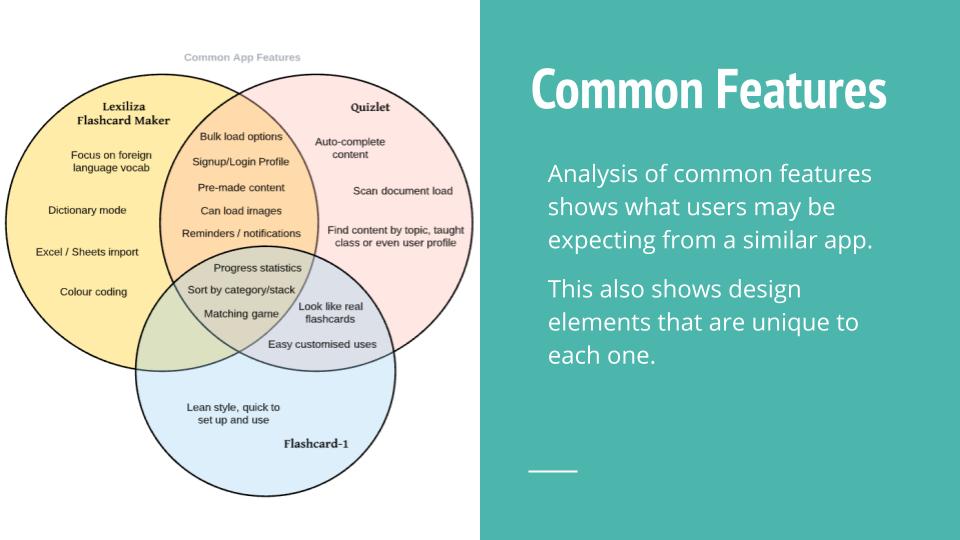 Common App Features
Lexiliza
Flashcard Maker
Focus on foreign
language vocab
Dictionary mode
Excel / Sheets import
Colour coding
Bulk load options
Signup/Login Profile
Pre-made content
Can load images
Reminders / notifications
Quizlet
Auto-complete
content
Scan document load
Find content by topic, taught
class or even user profile
Progress statistics
Sort by category/stack
Matching game
Look like real
flashcards
Easy customised uses
Lean style, quick to
set up and use
Flashcard-1
Common Features
Analysis of common features
shows what users may be
expecting from a similar app.
This also shows design
elements that are unique to
each one.